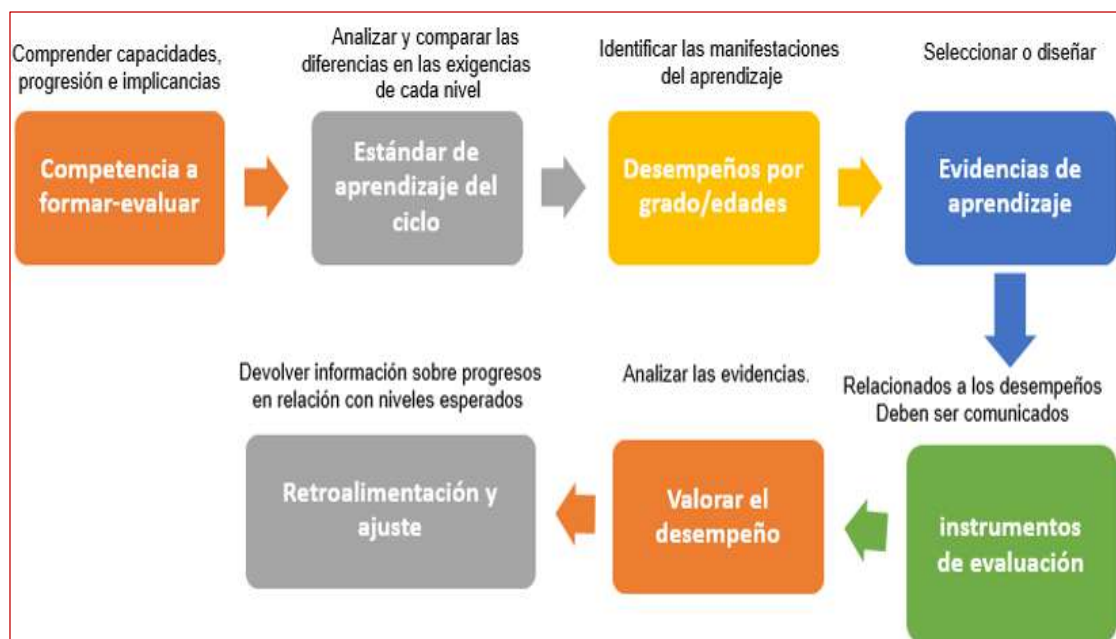 Comprender capacidades,
progresión e implicancias
Competencia a
formar-evaluar
Analizar y comparar las
diferencias en las exigencias
de cada nivel
Estándar de
aprendizaje del
ciclo
Identificar las manifestaciones
del aprendizaje
Desempeños por
grado/edades
Seleccionar o diseñar
Evidencias de
aprendizaje
Relacionados a los desempeños
Deben ser comunicados
instrumentos
de evaluación
Analizar las evidencias.
Valorar el
desempeño
Devolver información sobre progresos
en relación con niveles esperados
Retroalimentación y
ajuste